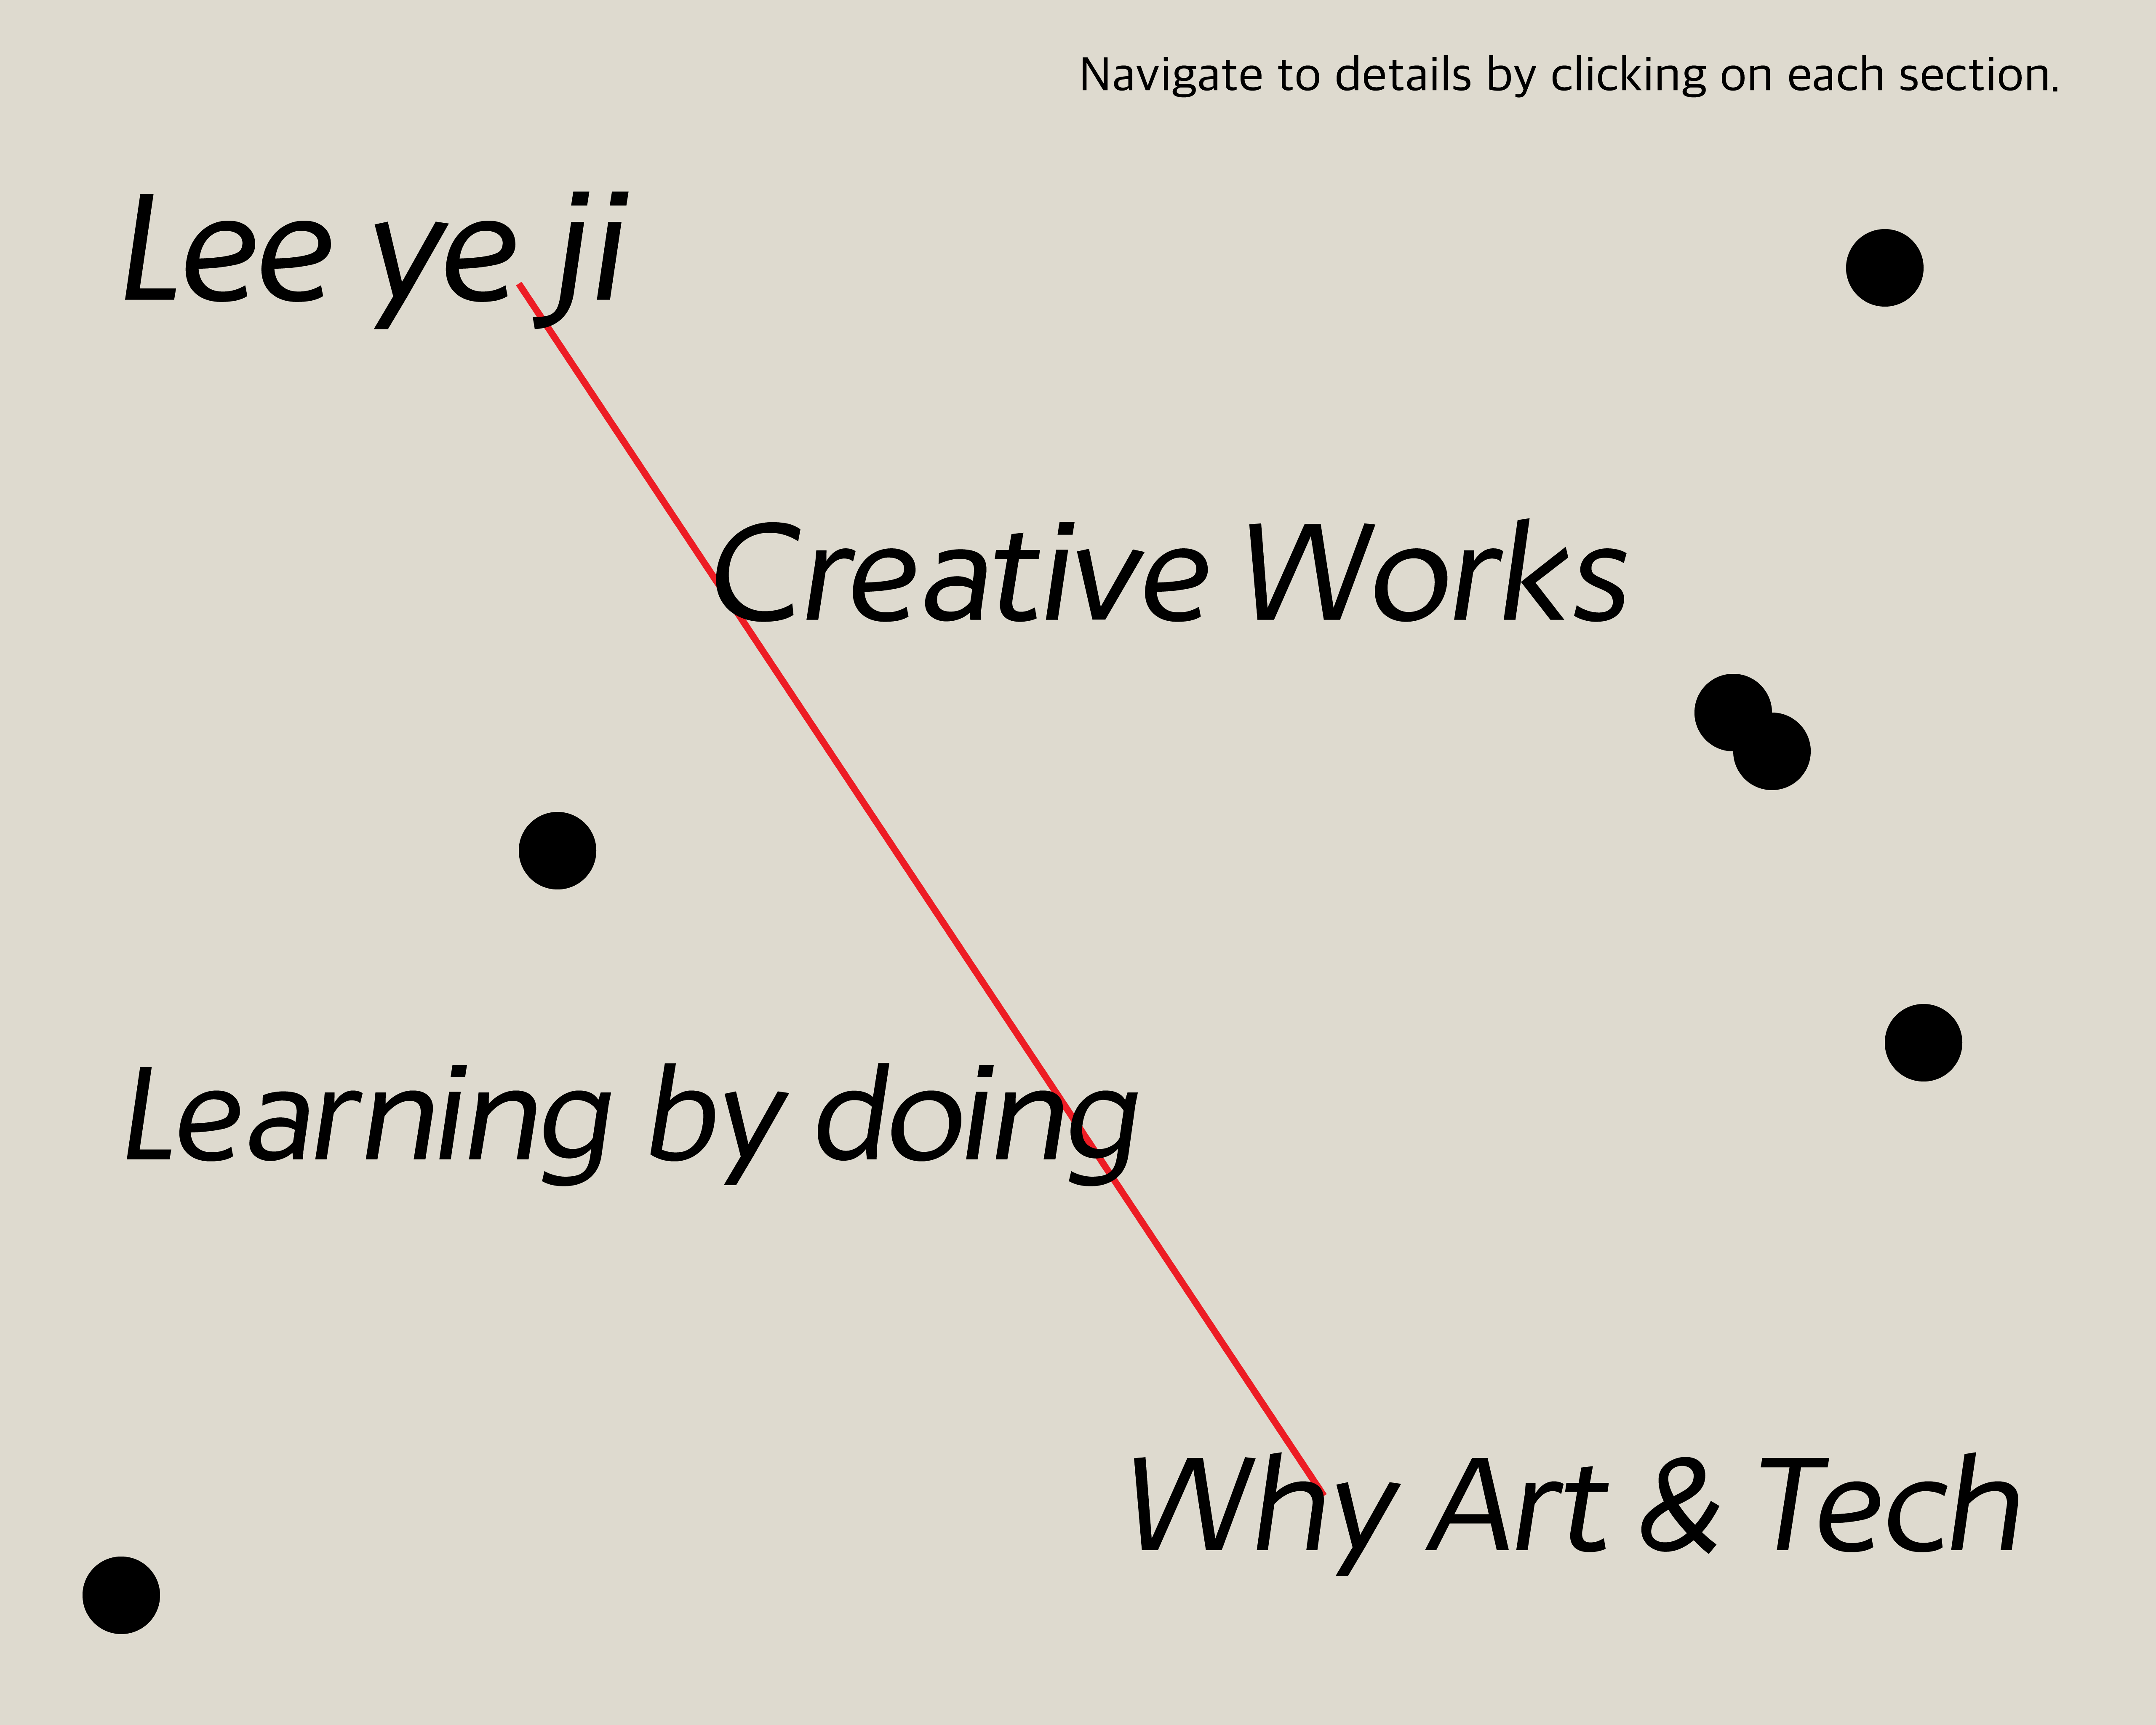 Navigate to details by clicking on each section.
Lee ye ji
Creative Works
Learning by doing
Why Art & Tech